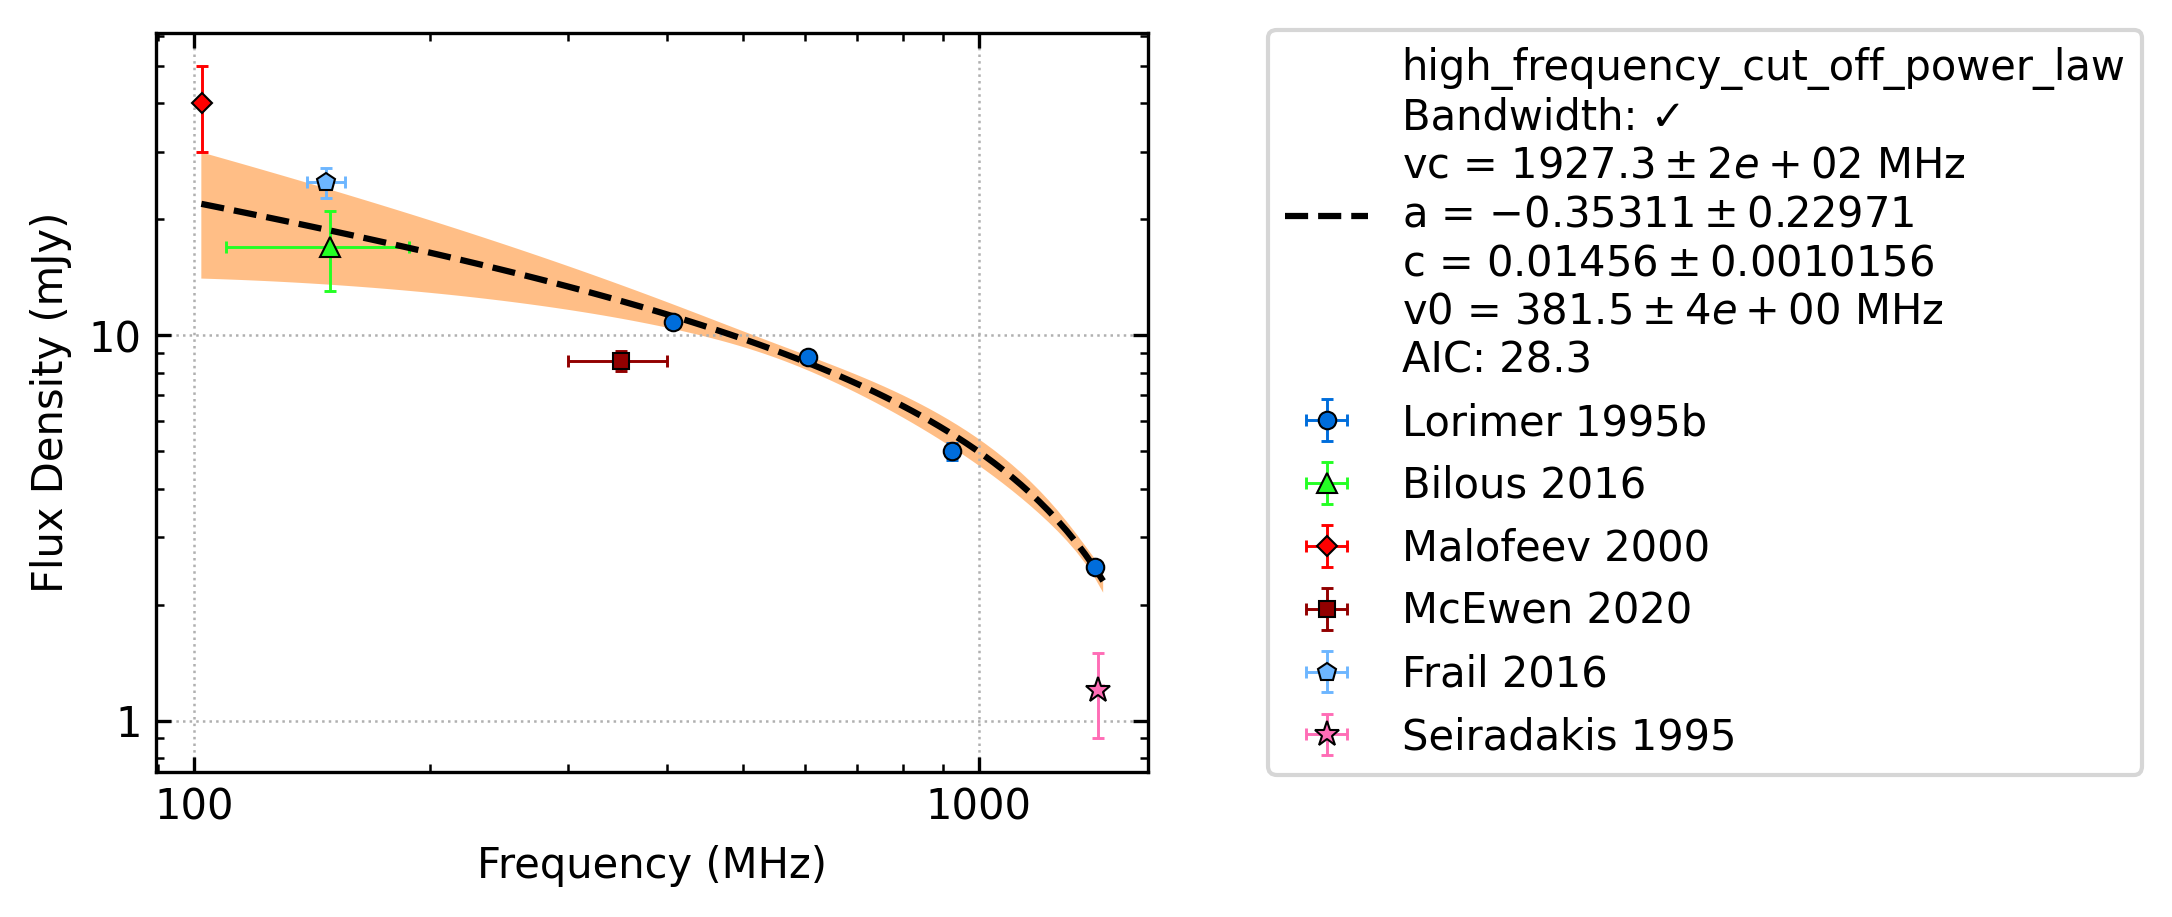 Flux Density (mJy)
10
1
100
1000
Frequency (MHz)
high_frequency_cut_off_power_law
Bandwidth: ✓
vc = 1927.3 ± 2e + 02 MHz
a = −0.35311 ± 0.22971
c = 0.01456 ± 0.0010156
v0 = 381.5 ± 4e + 00 MHz
AIC: 28.3
Lorimer 1995b
Bilous 2016
Malofeev 2000
McEwen 2020
Frail 2016
Seiradakis 1995